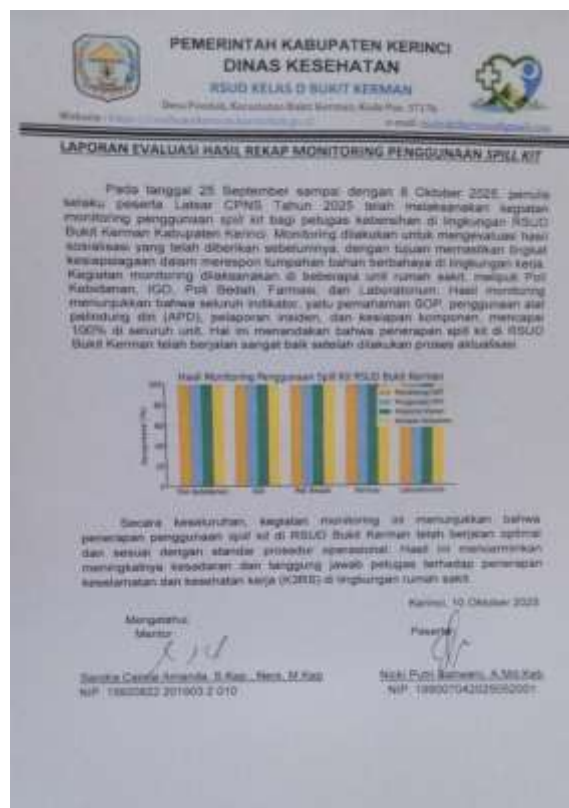 PEMERINTAH KABUPATEN KERINCI
DINAS KESEHATAN
RSUD KELAS D BUKIT KERMAN
LAPORAN EVALUASI HASIL REKAP MONITORING PENGGUNAAN SPILL KIT
Pada tanggal 25 September sampai dengan 8 Oktober 2025, penulis
selaku peserta Latsar CPNS Tahun 2025 telah melaksanakan kegiatan
monitoring penggunaan spill kit bagi petugas kebersihan di lingkungan RSUD
Bukit Kerman Kabupaten Kerinci. Monitoring dilakukan untuk mengevaluasi hasil
sosialisasi yang telah diberikan sebelumnya, dengan tujuan memastikan tingkat
kesiapsiagaan dalam merespon tumpahan bahan berbahaya di lingkungan kerja.
Kegiatan monitoring dilaksanakan di beberapa unit rumah sakit, meliputi Poli
Kebidanan, IGD, Poli Bedah, Farmasi, dan Laboratorium. Hasil monitoring
menunjukkan bahwa seluruh indikator, yaitu pemahaman SOP, penggunaan alat
pelindung diri (APD), pelaporan insiden, dan kesiapan komponen, mencapai
100% di seluruh unit. Hal ini menandakan bahwa penerapan spill kit di RSUD
Bukit Kerman telah berjalan sangat baik setelah dilakukan proses aktualisasi.
Hasil Monitoring Penggunaan Spill Kit RSUD Bukit Kerman
Secara keseluruhan, kegiatan monitoring ini menunjukkan bahwa
penerapan penggunaan spill kit di RSUD Bukit Kerman telah berjalan optimal
dan sesuai dengan standar prosedur operasional. Hasil ini mencerminkan
meningkatnya kesadaran dan tanggung jawab petugas terhadap penerapan
keselamatan dan kesehatan kerja (K3RS) di lingkungan rumah sakit.
Kerinci, 10 Oktober 2025
Mengetahui,
Mentor
Peserta
Amanda, S.Kep., Ners, M.Kep
Nicki Putri A.Md.Keb
NIP.
NIP.